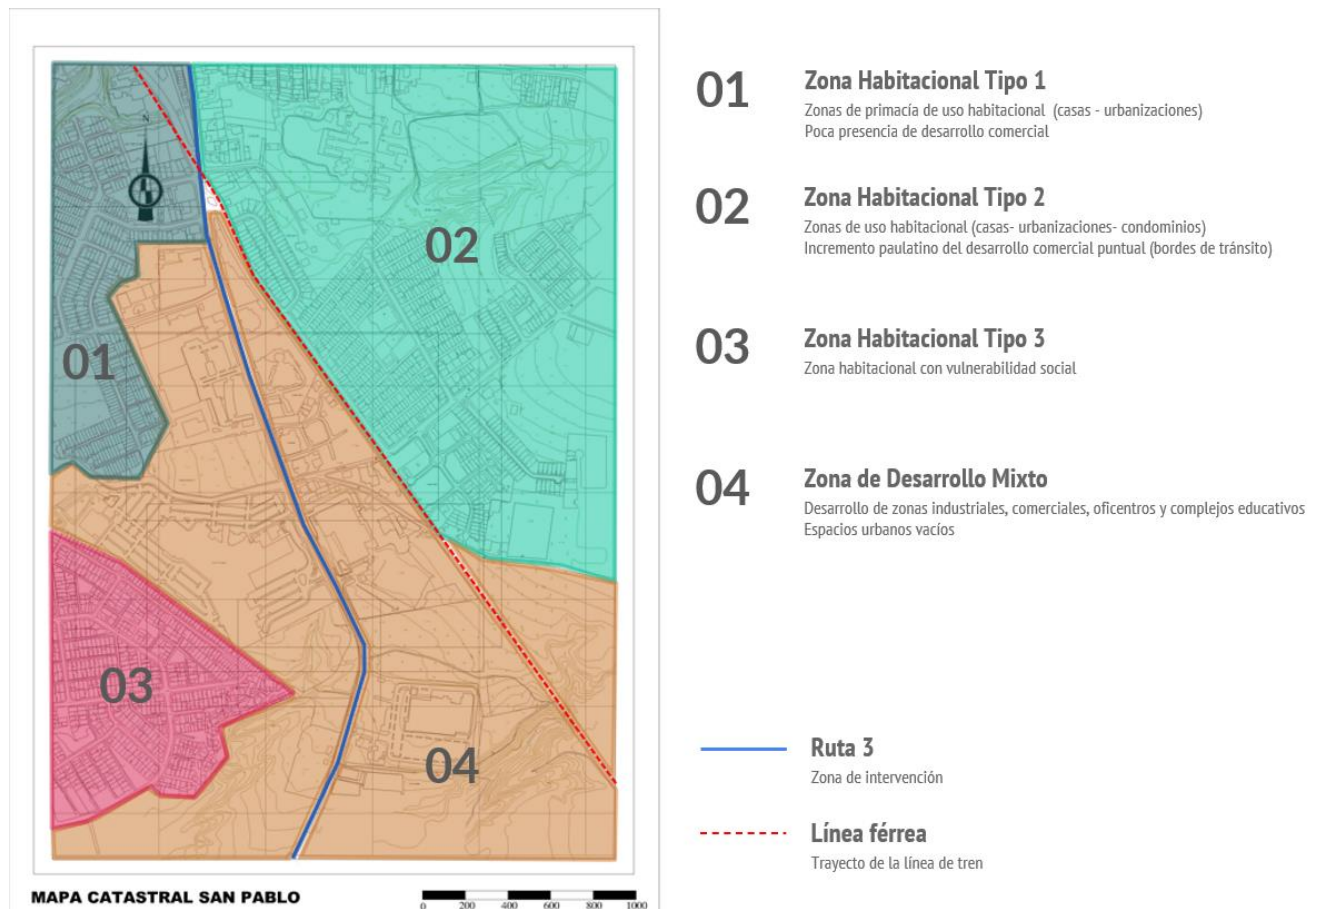 N
01
02
03
04
MAPA CATASTRAL SAN PABLO
0 200 400 600 800 1000
01
Zona Habitacional Tipo 1
Zonas de primacía de uso habitacional (casas - urbanizaciones)
Poca presencia de desarrollo comercial
02
Zona Habitacional Tipo 2
Zonas de uso habitacional (casas- urbanizaciones- condominios)
Incremento paulatino del desarrollo comercial puntual (bordes de tránsito)
03
Zona Habitacional Tipo 3
Zona habitacional con vulnerabilidad social
04
Zona de Desarrollo Mixto
Desarrollo de zonas industriales, comerciales, oficentros y complejos educativos
Espacios urbanos vacíos
Ruta 3
Zona de intervención
Línea férrea
Trayecto de la línea de tren